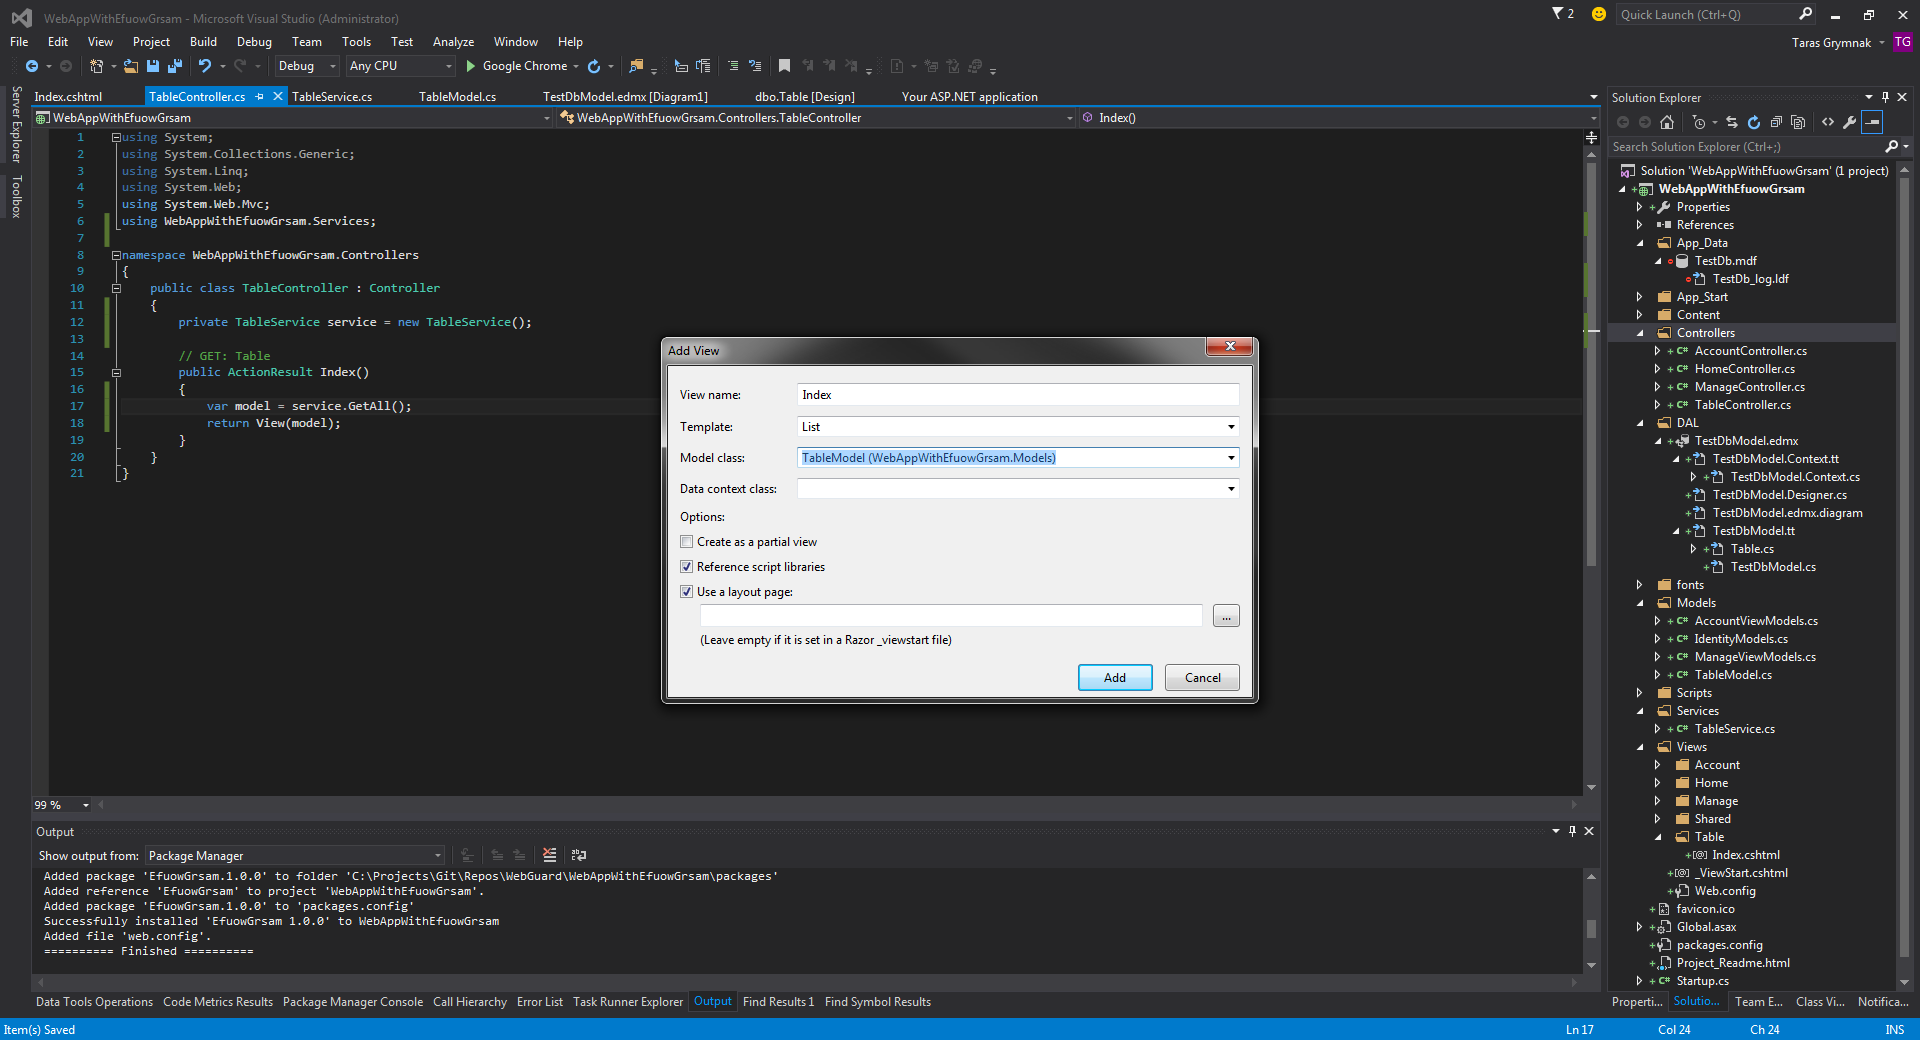 WebAppWithEfuowGrsam - Microsoft Visual Studio (Administrator)
2
Quick Launch (Ctrl+Q)
File Edit View Project Build Debug Team Tools Test Analyze Window Help
Taras Grymnak TG
Debug Any CPU Google Chrome
Server Explorer
Toolbox
Index.cshtml TableController.cs TableService.cs TableModel.cs TestDbModel.edmx [Diagram1] dbo.Table [Design] Your ASP.NET application
WebAppWithEfuowGrsam WebAppWithEfuowGrsam.Controllers.TableController Index()
1 using System;
2 using System.Collections.Generic;
3 using System.Linq;
4 using System.Web;
5 using System.Web.Mvc;
6 using WebAppWithEfuowGrsam.Services;
7
8 namespace WebAppWithEfuowGrsam.Controllers
9 {
10 public class TableController : Controller
11 {
12 private TableService service = new TableService();
13
14 // GET: Table
15 public ActionResult Index()
16 {
17 var model = service.GetAll();
18 return View(model);
19 }
20 }
21 }
99 %
Add View
View name: Index
Template: List
Model class: TableModel (WebAppWithEfuowGrsam.Models)
Data context class:
Options:
Create as a partial view
Reference script libraries
Use a layout page:
...
(Leave empty if it is set in a Razor _viewstart file)
Add Cancel
Output
Show output from: Package Manager
Added package 'EfuowGrsam.1.0.0' to folder 'C:\Projects\Git\Repos\WebGuard\WebAppWithEfuowGrsam\packages'
Added reference 'EfuowGrsam' to project 'WebAppWithEfuowGrsam'.
Added package 'EfuowGrsam.1.0.0' to 'packages.config'
Successfully installed 'EfuowGrsam 1.0.0' to WebAppWithEfuowGrsam
Added file 'web.config'.
========== Finished ==========
Data Tools Operations Code Metrics Results Package Manager Console Call Hierarchy Error List Task Runner Explorer Output Find Results 1 Find Symbol Results
Solution Explorer
Search Solution Explorer (Ctrl+;)
Solution 'WebAppWithEfuowGrsam' (1 project)
WebAppWithEfuowGrsam
Properties
References
App_Data
TestDb.mdf
TestDb_log.ldf
App_Start
Content
Controllers
C# AccountController.cs
C# HomeController.cs
C# ManageController.cs
C# TableController.cs
DAL
TestDbModel.edmx
TestDbModel.Context.tt
TestDbModel.Context.cs
TestDbModel.Designer.cs
TestDbModel.edmx.diagram
TestDbModel.tt
Table.cs
TestDbModel.cs
fonts
Models
C# AccountViewModels.cs
C# IdentityModels.cs
C# ManageViewModels.cs
C# TableModel.cs
Scripts
Services
C# TableService.cs
Views
Account
Home
Manage
Shared
Table
Index.cshtml
_ViewStart.cshtml
Web.config
favicon.ico
Global.asax
packages.config
Project_Readme.html
C# Startup.cs
Properti... Solutio... Team E... Class Vi... Notifica...
Item(s) Saved Ln 17 Col 24 Ch 24 INS